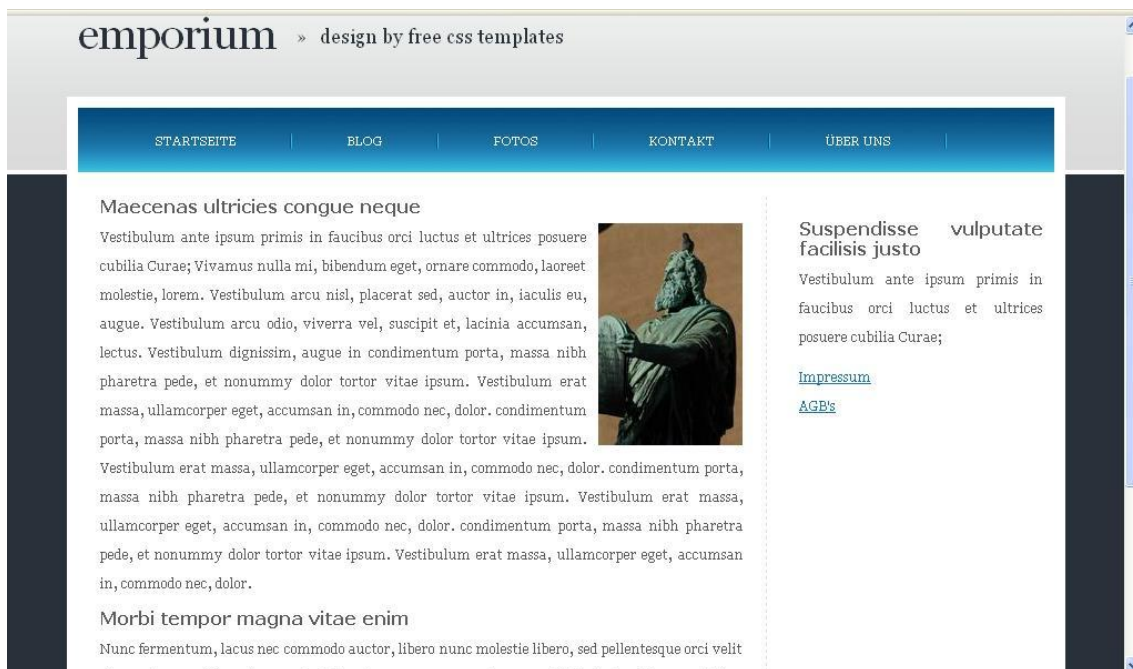 emporium » design by free css templates
STARTSEITE BLOG FOTOS KONTAKT ÜBER UNS
Maecenas ultricies congue neque
Vestibulum ante ipsum primis in faucibus orci luctus et ultrices posuere
cubilia Curae; Vivamus nulla mi, bibendum eget, ornare commodo, laoreet
molestie, lorem. Vestibulum arcu nisl, placerat sed, auctor in, iaculis eu,
augue. Vestibulum arcu odio, viverra vel, suscipit et, lacinia accumsan,
lectus. Vestibulum dignissim, augue in condimentum porta, massa nibh
pharetra pede, et nonummy dolor tortor vitae ipsum. Vestibulum erat
massa, ullamcorper eget, accumsan in, commodo nec, dolor. condimentum
porta, massa nibh pharetra pede, et nonummy dolor tortor vitae ipsum.
Vestibulum erat massa, ullamcorper eget, accumsan in, commodo nec, dolor. condimentum porta,
massa nibh pharetra pede, et nonummy dolor tortor vitae ipsum. Vestibulum erat massa,
ullamcorper eget, accumsan in, commodo nec, dolor. condimentum porta, massa nibh pharetra
pede, et nonummy dolor tortor vitae ipsum. Vestibulum erat massa, ullamcorper eget, accumsan
in, commodo nec, dolor.
Morbi tempor magna vitae enim
Nunc fermentum, lacus nec commodo auctor, libero nunc molestie libero, sed pellentesque orci velit
Suspendisse vulputate
facilisis justo
Vestibulum ante ipsum primis in
faucibus orci luctus et ultrices
posuere cubilia Curae;
Impressum
AGB's